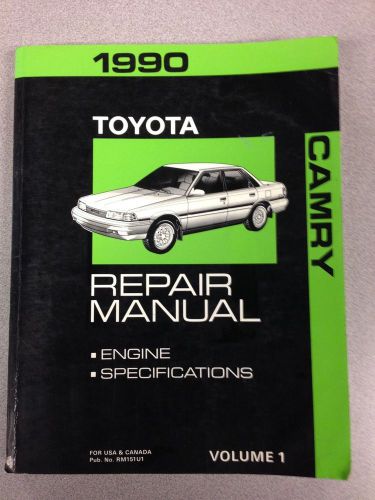 1990
TOYOTA
CAMRY
REPAIR
MANUAL
▪ ENGINE
▪ SPECIFICATIONS
FOR USA & CANADA
Pub. No. RM151U1
VOLUME 1